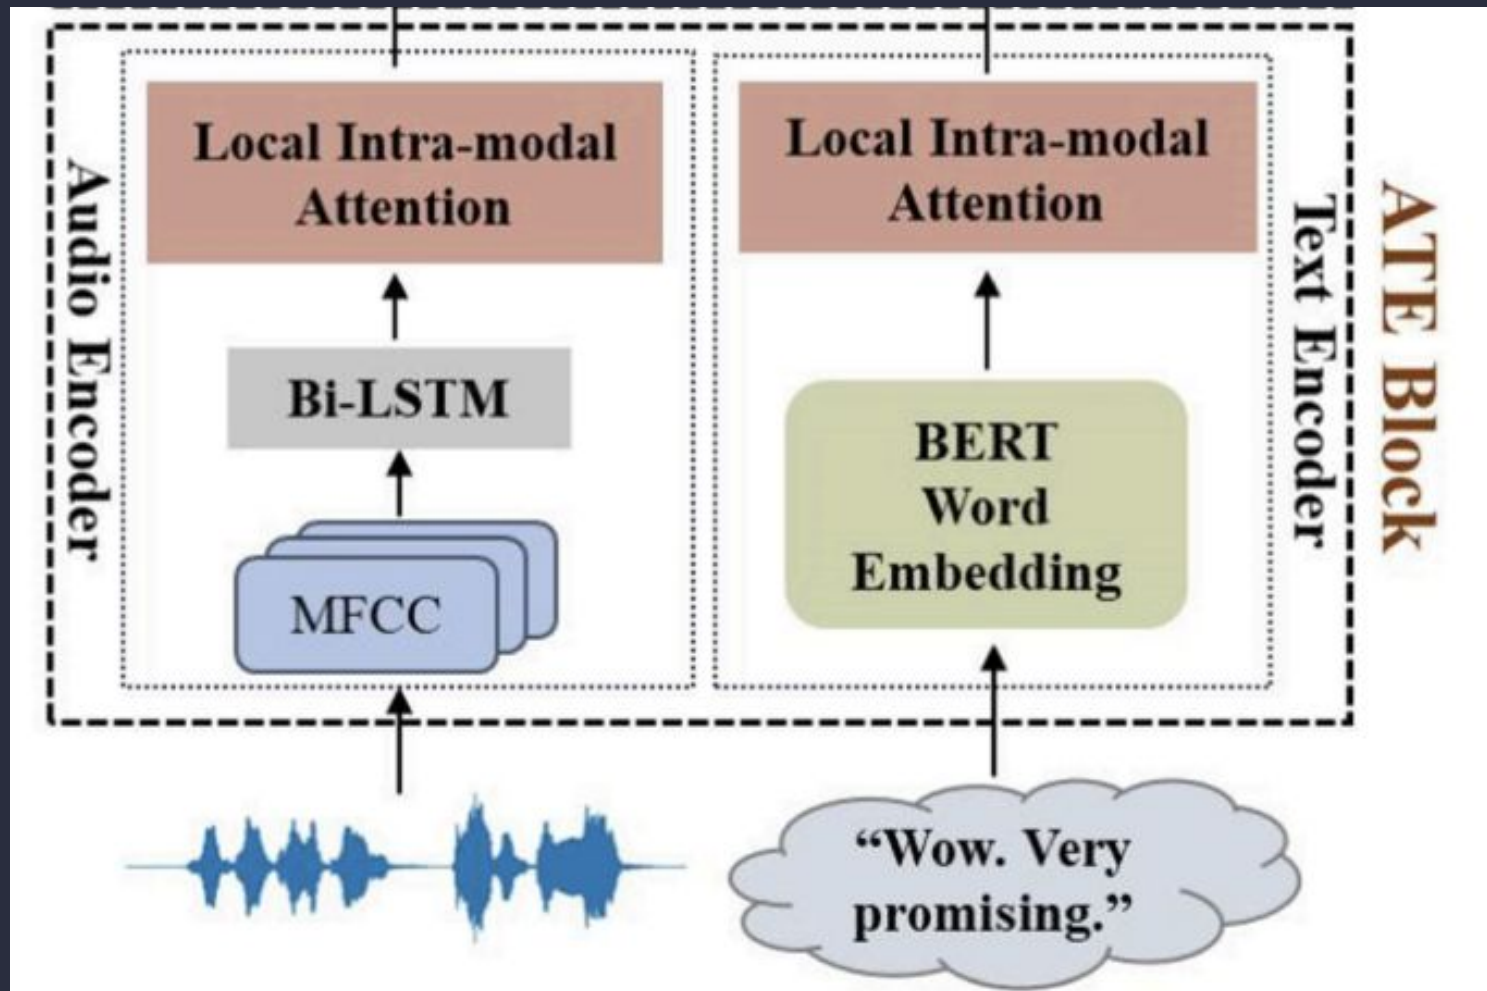 Local Intra-modal
Attention
Bi-LSTM
MFCC
Audio Encoder
Local Intra-modal
Attention
BERT
Word
Embedding
Text Encoder
ATE Block
“Wow. Very
promising.”